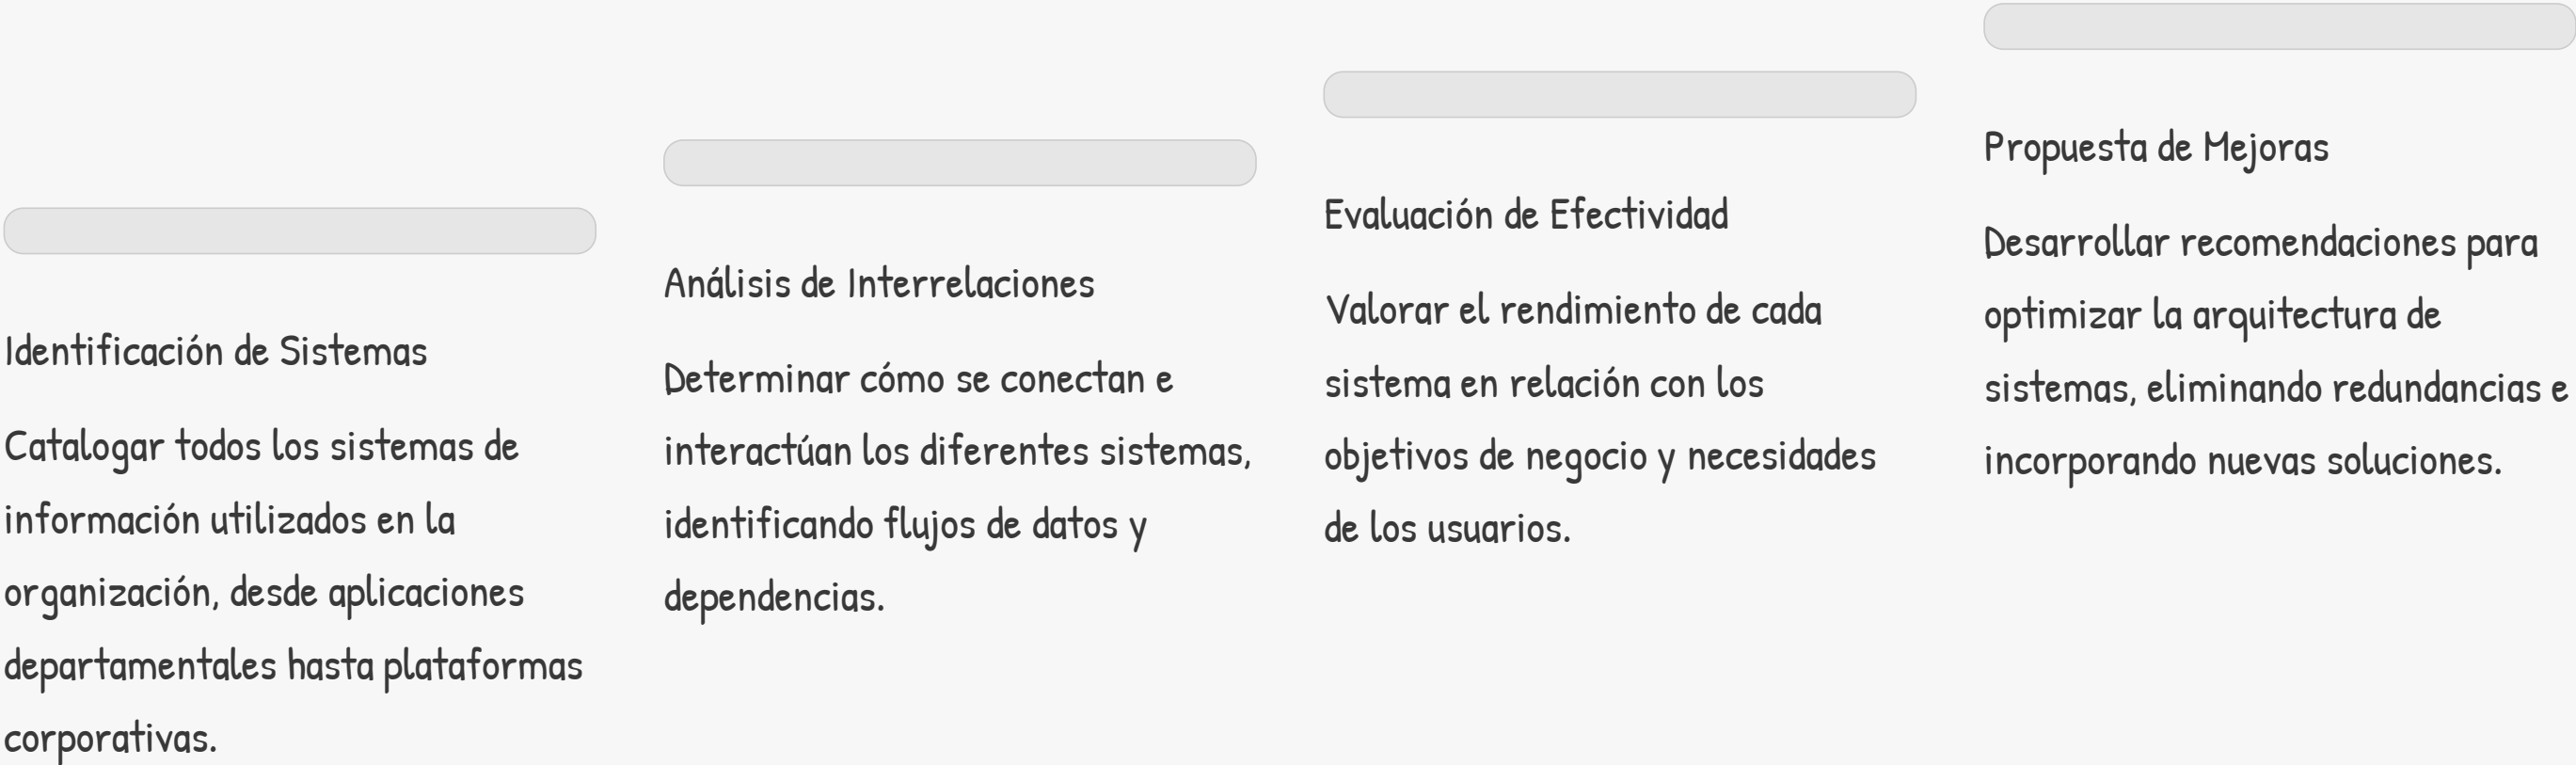 Identificación de Sistemas
Catalogar todos los sistemas de
información utilizados en la
organización, desde aplicaciones
departamentales hasta plataformas
corporativas.
Análisis de Interrelaciones
Determinar cómo se conectan e
interactúan los diferentes sistemas,
identificando flujos de datos y
dependencias.
Evaluación de Efectividad
Valorar el rendimiento de cada
sistema en relación con los
objetivos de negocio y necesidades
de los usuarios.
Propuesta de Mejoras
Desarrollar recomendaciones para
optimizar la arquitectura de
sistemas, eliminando redundancias e
incorporando nuevas soluciones.